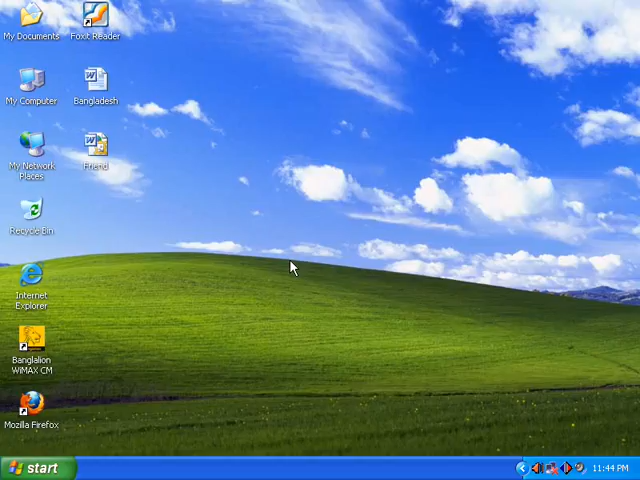 My Documents
Foxit Reader
My Computer
Bangladesh
My Network
Places
Friend
Recycle Bin
Internet
Explorer
Banglalion
WiMAX CM
Mozilla Firefox
start
11:44 PM